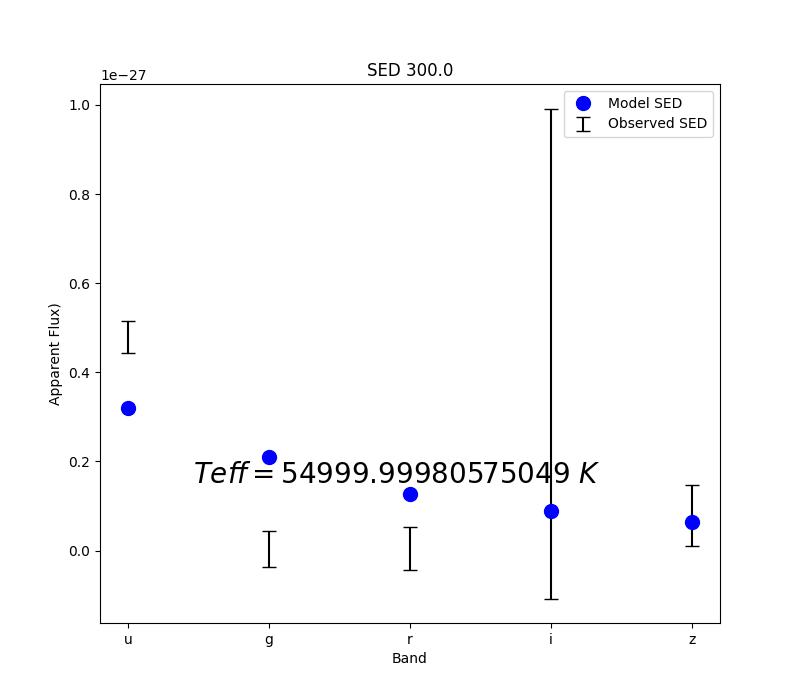 SED 300.0
1e−27
Model SED
Observed SED
1.0
0.8
0.6
0.4
0.2
0.0
Apparent Flux)
Teff = 54999.99980575049 K
u g r i z
Band